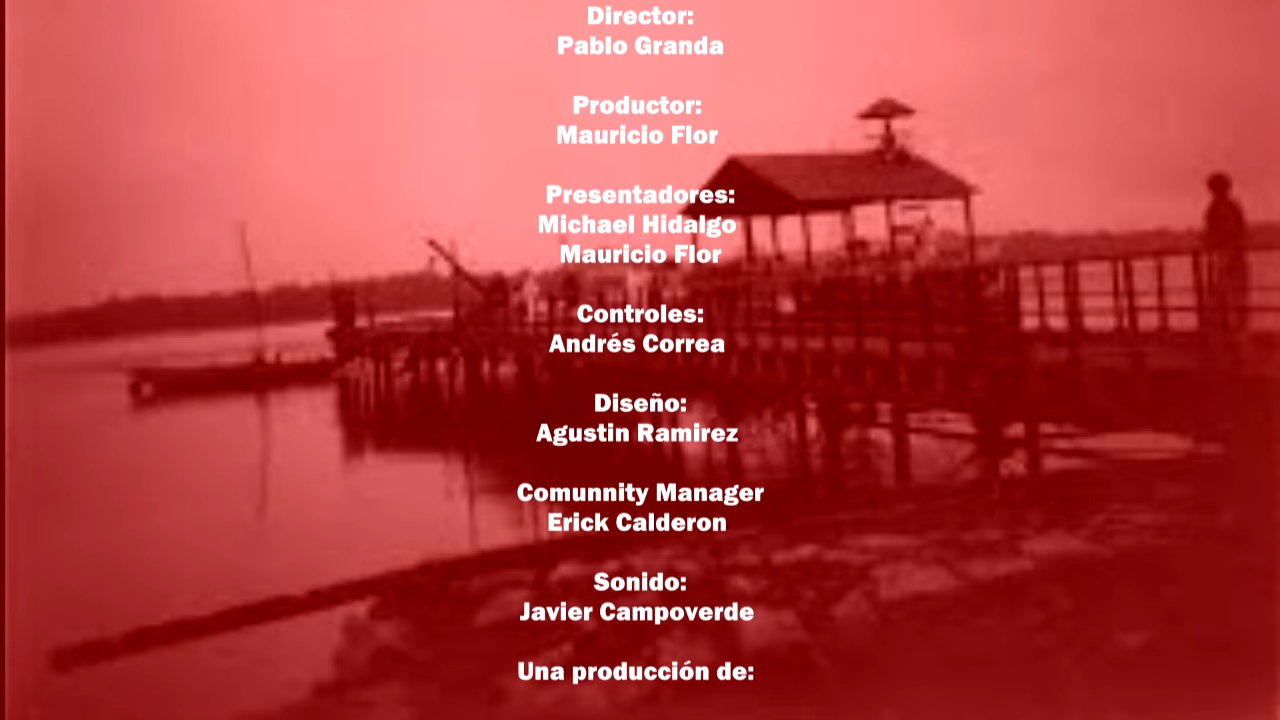 Director:
Pablo Granda
Productor:
Mauricio Flor
Presentadores:
Michael Hidalgo
Mauricio Flor
Controles:
Andrés Correa
Diseño:
Agustin Ramirez
Comunnity Manager
Erick Calderon
Sonido:
Javier Campoverde
Una producción de: